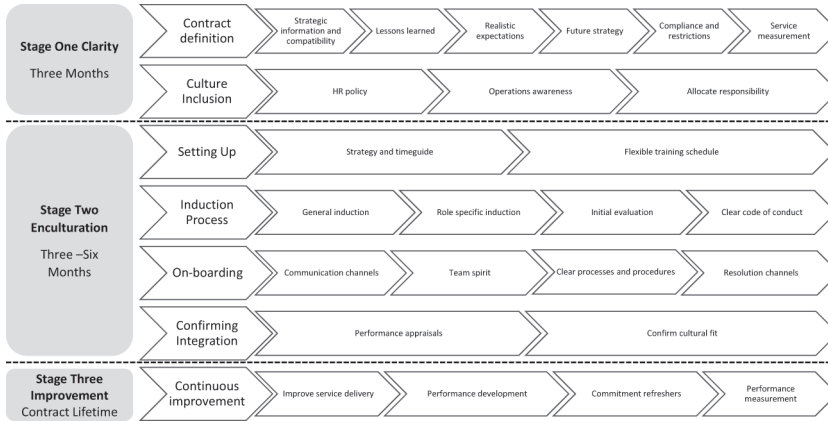 Stage One Clarity
Three Months
Contract
definition
Strategic
information and
compatibility
Lessons learned
Realistic
expectations
Future strategy
Compliance and
restrictions
Service
measurement
Culture
Inclusion
HR policy
Operations awareness
Allocate responsibility
Stage Two
Enculturation
Three –Six
Months
Setting Up
Strategy and timeguide
Flexible training schedule
Induction
Process
General induction
Role specific induction
Initial evaluation
Clear code of conduct
On-boarding
Communication channels
Team spirit
Clear processes and procedures
Resolution channels
Confirming
Integration
Performance appraisals
Confirm cultural fit
Stage Three
Improvement
Contract Lifetime
Continuous
improvement
Improve service delivery
Performance development
Commitment refreshers
Performance
measurement